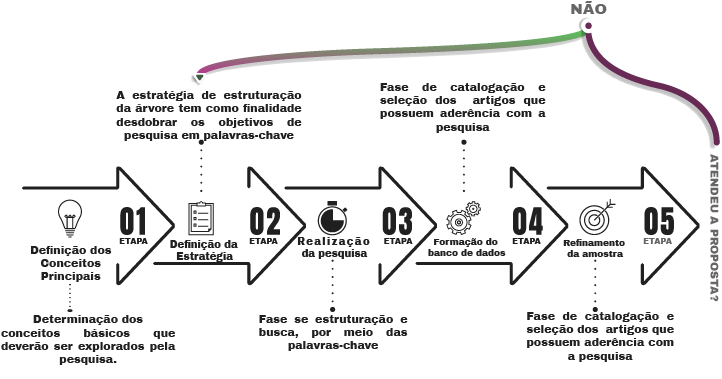 NÃO
A estratégia de estruturação
da árvore tem como finalidade
desdobrar os objetivos de
pesquisa em palavras-chave
Fase de catalogação e
seleção dos artigos que
possuem aderência com a
pesquisa
ATENDEU A PROPOSTA?
01
ETAPA
Definição dos
Conceitos
Principais
02
ETAPA
Definição da
Estratégia
03
ETAPA
Realização
da pesquisa
04
ETAPA
Formação do
banco de dados
05
ETAPA
Refinamento
da amostra
Determinação dos
conceitos básicos que
deverão ser explorados pela
pesquisa.
Fase se estruturação e
busca, por meio das
palavras-chave
Fase de catalogação e
seleção dos artigos que
possuem aderência com
a pesquisa